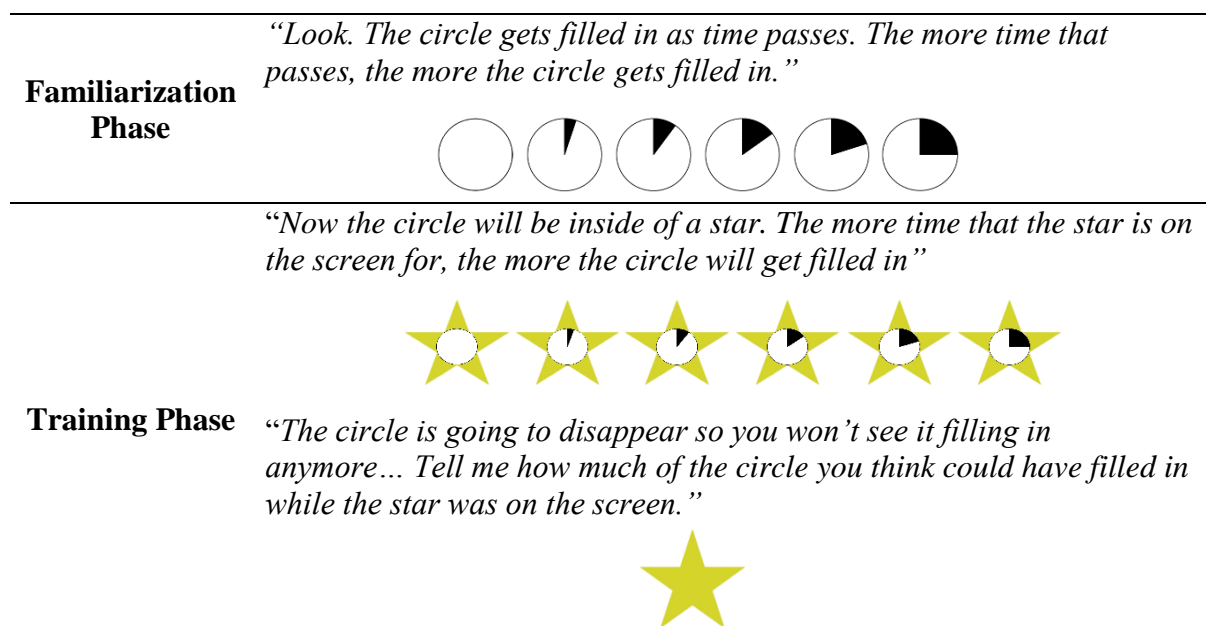 “Look. The circle gets filled in as time passes. The more time that
passes, the more the circle gets filled in.”
Familiarization
Phase
“Now the circle will be inside of a star. The more time that the star is on
the screen for, the more the circle will get filled in”
Training Phase
“The circle is going to disappear so you won’t see it filling in
anymore… Tell me how much of the circle you think could have filled in
while the star was on the screen.”